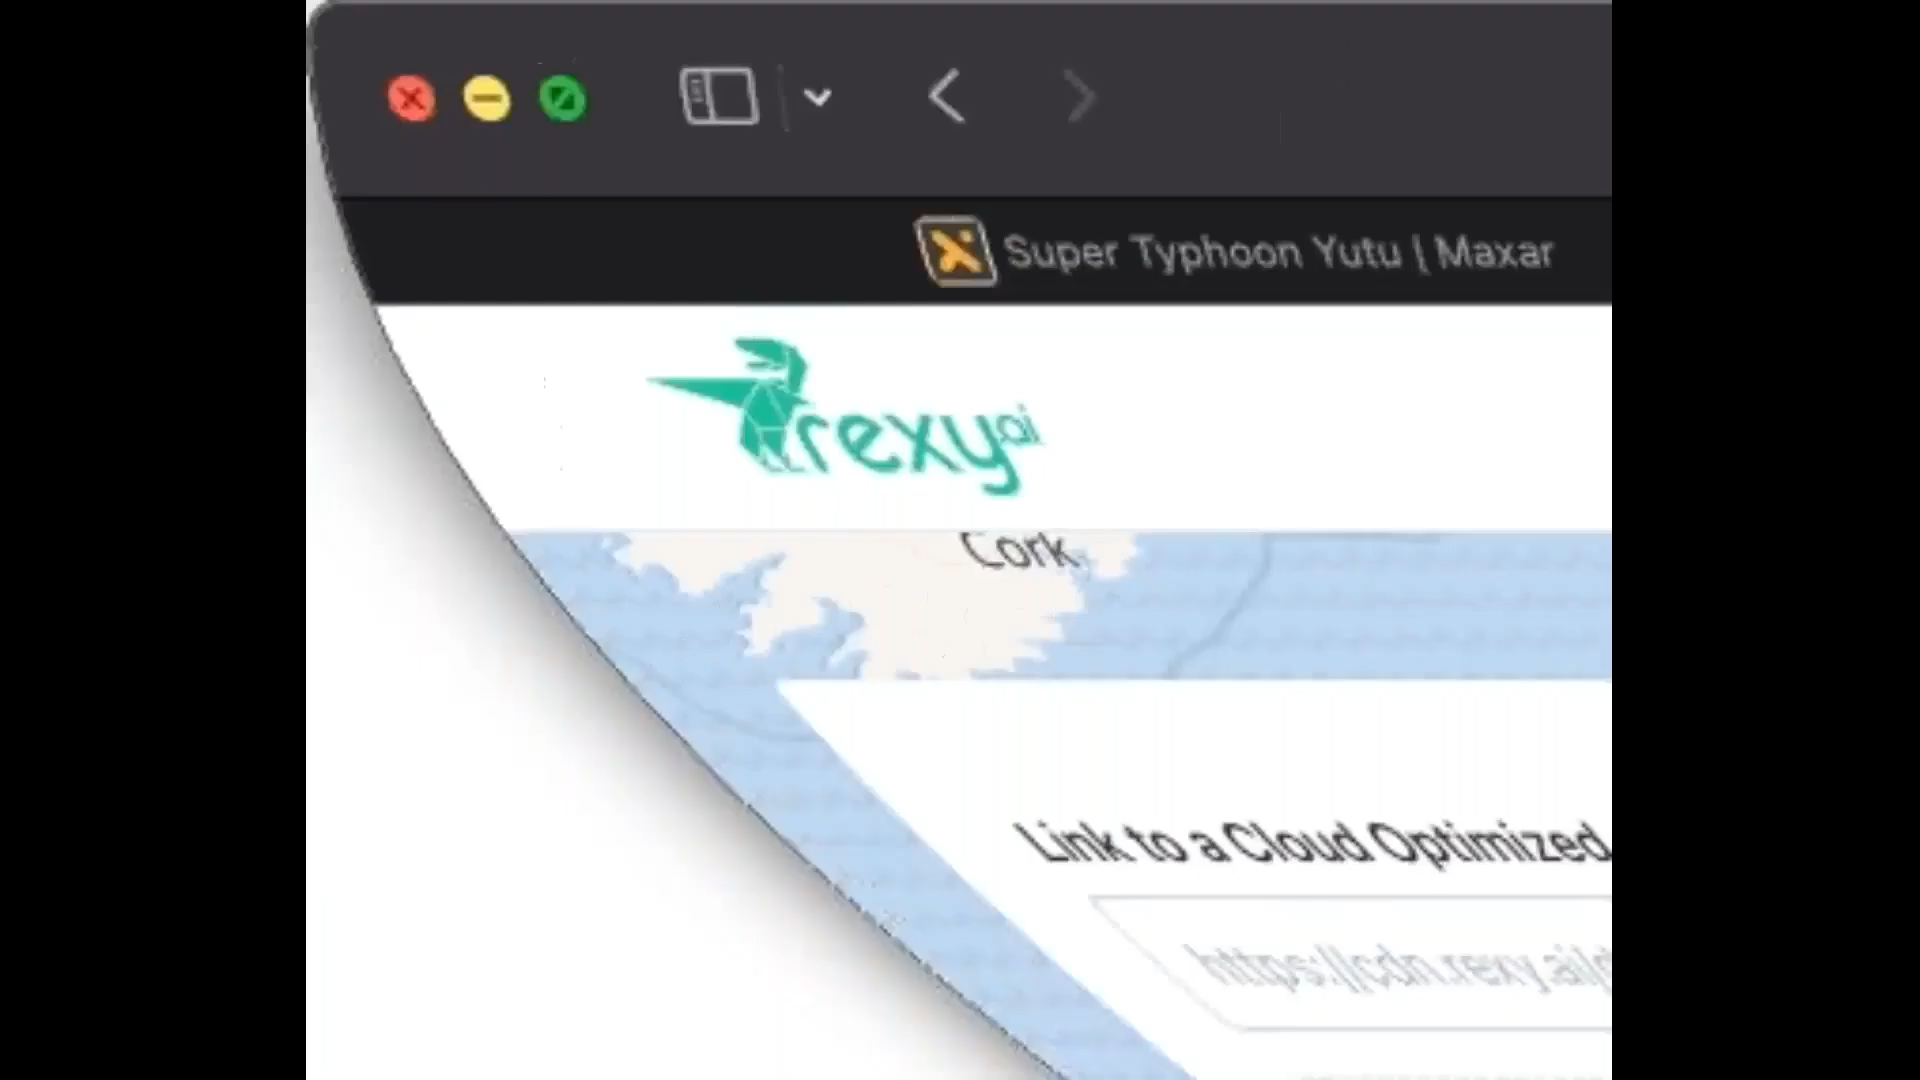 Super Typhoon Yutu | Maxar
rexy ai
Cork
Link to a Cloud Optimized
https://cdn.rexy.ai/